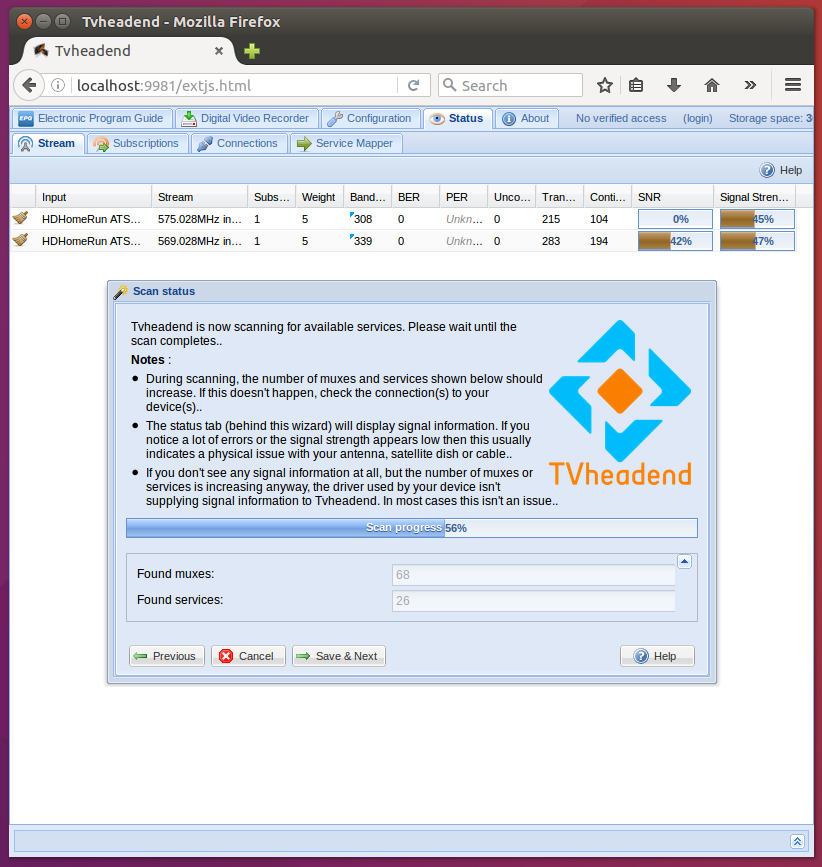 Tvheadend - Mozilla Firefox
Tvheadend
localhost:9981/extjs.html
Search
EPG Electronic Program Guide Digital Video Recorder Configuration Status About No verified access (login) Storage space: 3
Stream Subscriptions Connections Service Mapper
Help
Input Stream Subs... Weight Band... BER PER Unco... Tran... Conti... SNR Signal Stren...
HDHomeRun ATS... 575.028MHz in... 1 5 308 0 Unkn... 0 215 104 0% 45%
HDHomeRun ATS... 569.028MHz in... 1 5 339 0 Unkn... 0 283 194 42% 47%
Scan status
Tvheadend is now scanning for available services. Please wait until the
scan completes..
Notes :
During scanning, the number of muxes and services shown below should
increase. If this doesn't happen, check the connection(s) to your
device(s)..
The status tab (behind this wizard) will display signal information. If you
notice a lot of errors or the signal strength appears low then this usually
indicates a physical issue with your antenna, satellite dish or cable..
If you don't see any signal information at all, but the number of muxes or
services is increasing anyway, the driver used by your device isn't
supplying signal information to Tvheadend. In most cases this isn't an issue..
TVheadend
Scan progress 56%
Found muxes: 68
Found services: 26
Previous Cancel Save & Next Help